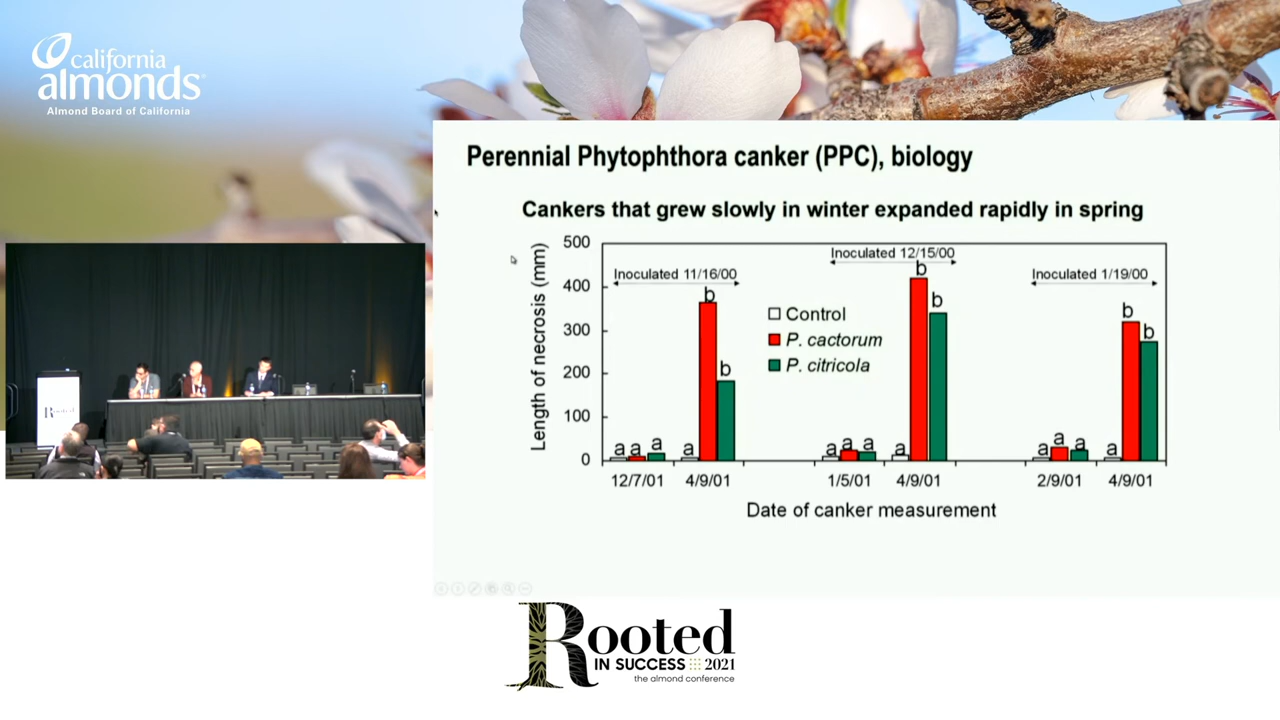 california
almonds
Almond Board of California
Perennial Phytophthora canker (PPC), biology
Cankers that grew slowly in winter expanded rapidly in spring
Length of necrosis (mm)
500
400
300
200
100
0
Inoculated 11/16/00
Inoculated 12/15/00
Inoculated 1/19/00
Control
P. cactorum
P. citricola
a a a a b b
a a a a b b
a a a a b b
12/7/01 4/9/01 1/5/01 4/9/01 2/9/01 4/9/01
Date of canker measurement
Rooted
Rooted
IN SUCCESS 2021
the almond conference